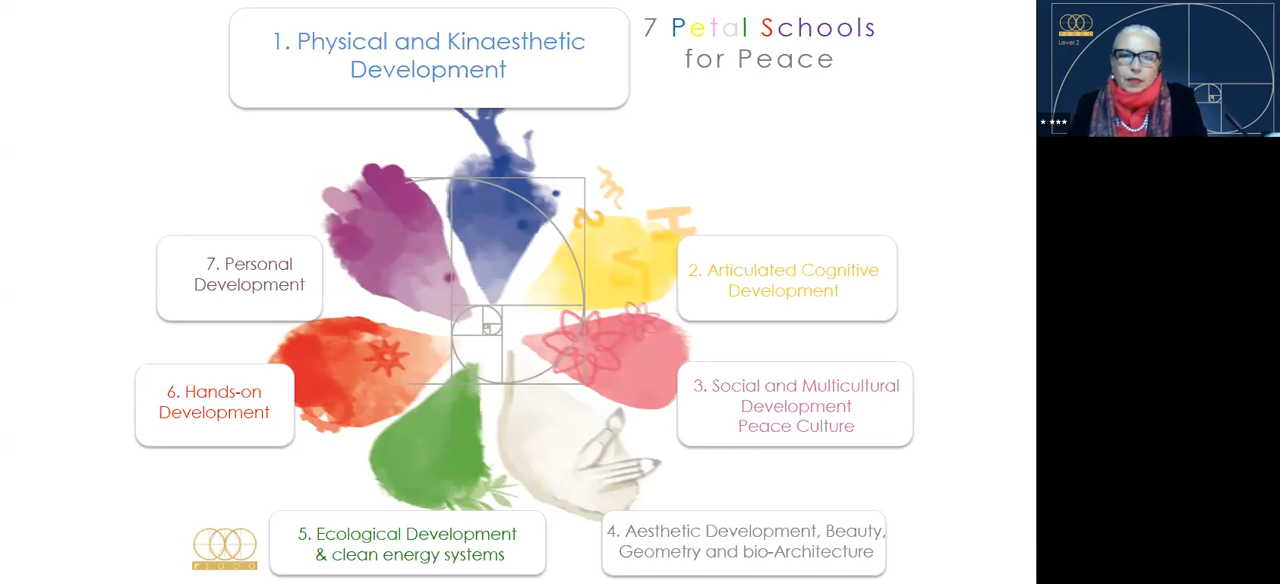 1. Physical and Kinaesthetic
Development
7 Petal Schools
for Peace
Level 2
* ***
7. Personal
Development
2. Articulated Cognitive
Development
6. Hands-on
Development
3. Social and Multicultural
Development
Peace Culture
5. Ecological Development
& clean energy systems
4. Aesthetic Development, Beauty,
Geometry and bio-Architecture